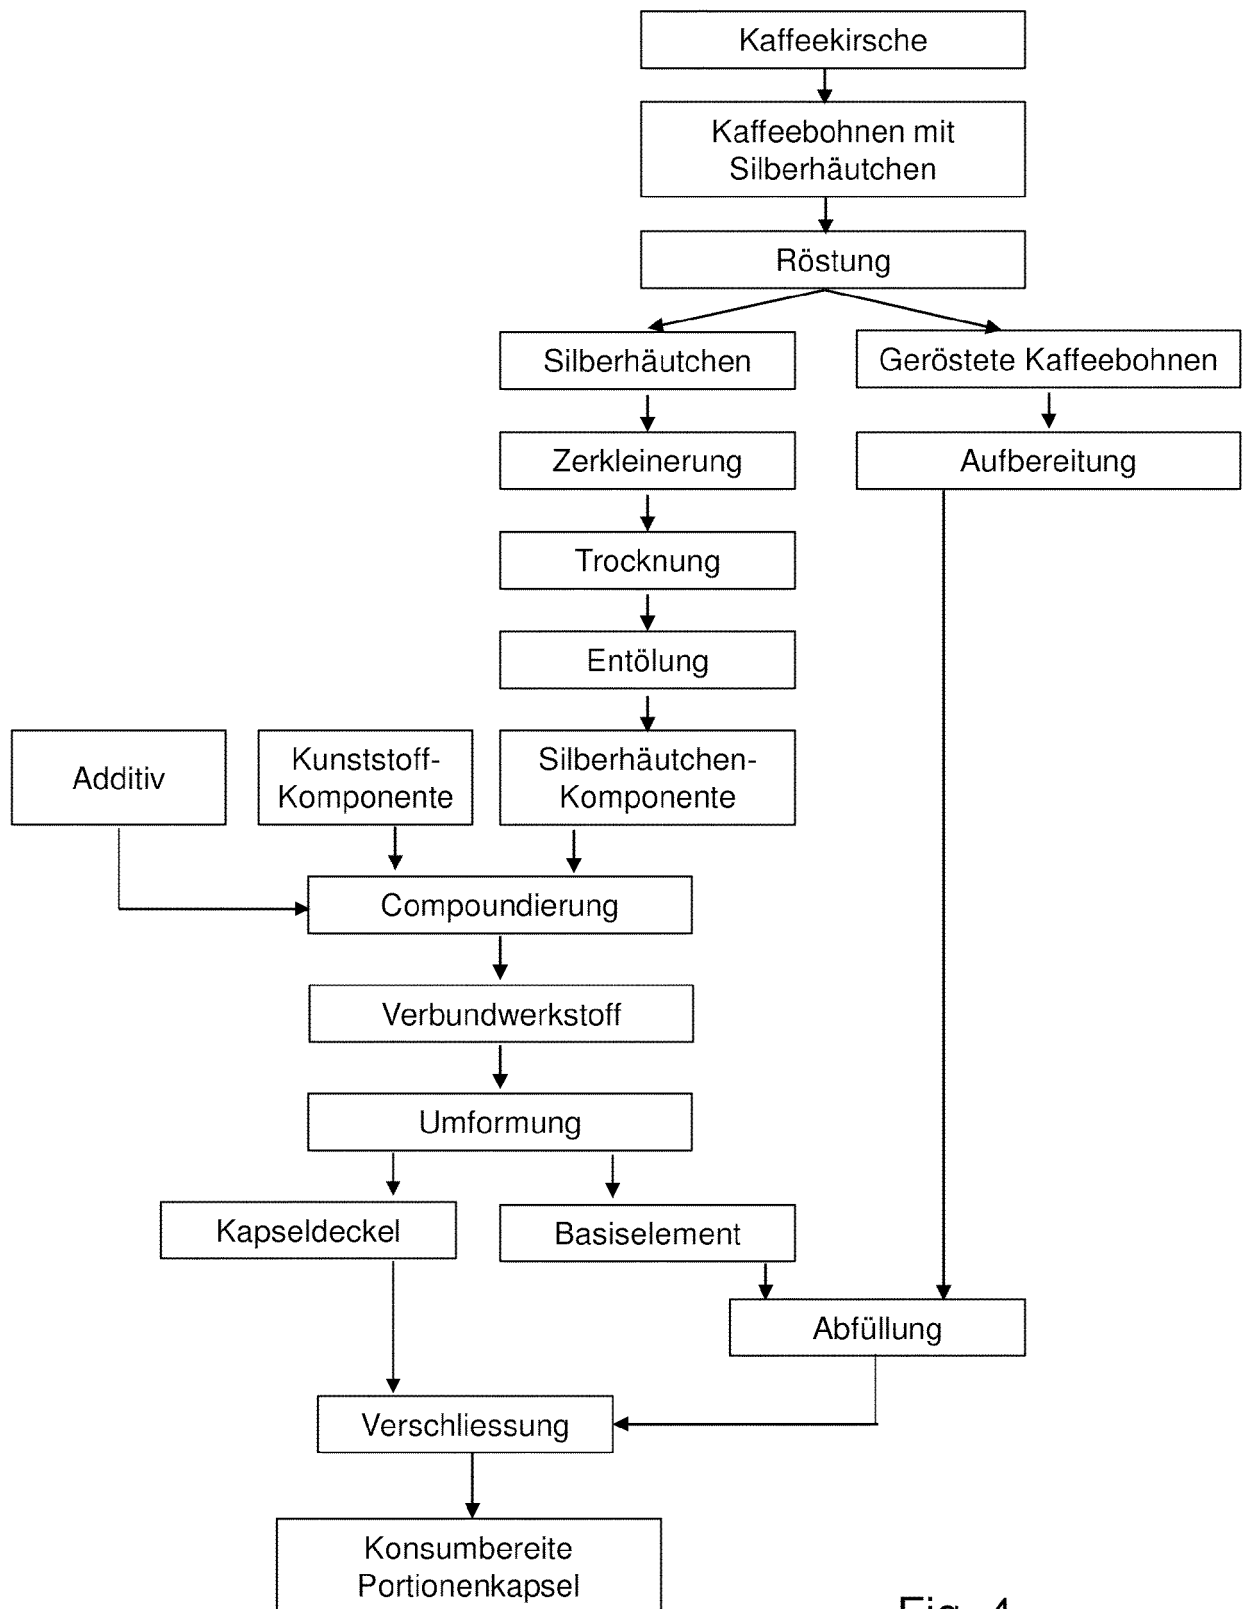 Kaffeekirsche
Kaffeebohnen mit
Silberhäutchen
Röstung
Silberhäutchen
Geröstete Kaffeebohnen
Zerkleinerung
Aufbereitung
Trocknung
Entölung
Additiv
Kunststoff-
Komponente
Silberhäutchen-
Komponente
Compoundierung
Verbundwerkstoff
Umformung
Kapseldeckel
Basiselement
Abfüllung
Verschliessung
Konsumbereite
Portionenkapsel